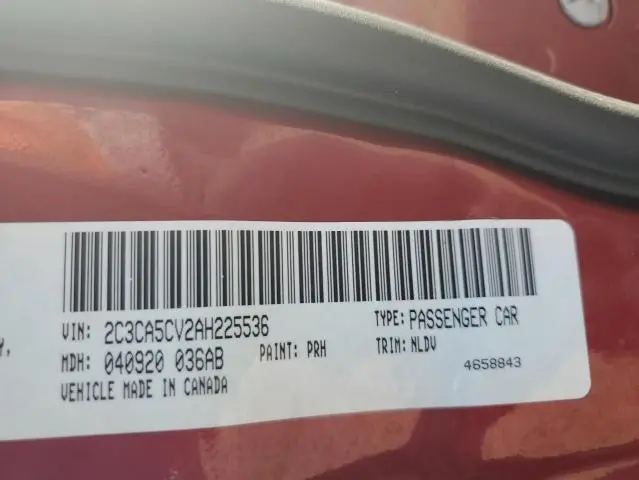 VIN: 2C3CA5CV2AH225536 TYPE: PASSENGER CAR
Y, MDH: 040920 036AB PAINT: PRH TRIM: NLDV
VEHICLE MADE IN CANADA 4658843